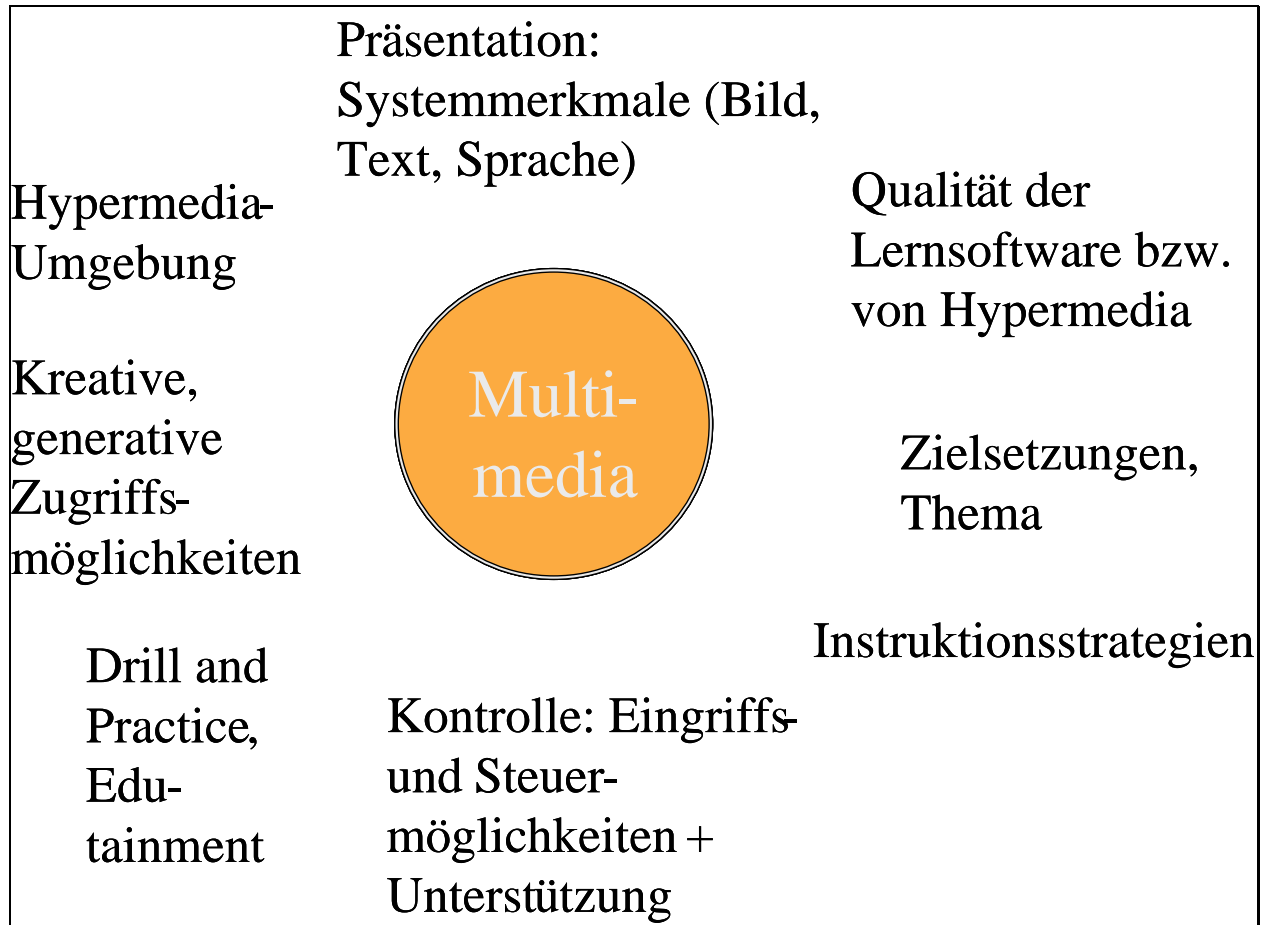 Präsentation:
Systemmerkmale (Bild,
Text, Sprache)
Hypermedia-
Umgebung
Qualität der
Lernsoftware bzw.
von Hypermedia
Kreative,
generative
Zugriffs-
möglichkeiten
Multi-
media
Zielsetzungen,
Thema
Instruktionsstrategien
Drill and
Practice,
Edu-
tainment
Kontrolle: Eingriffs-
und Steuer-
möglichkeiten +
Unterstützung